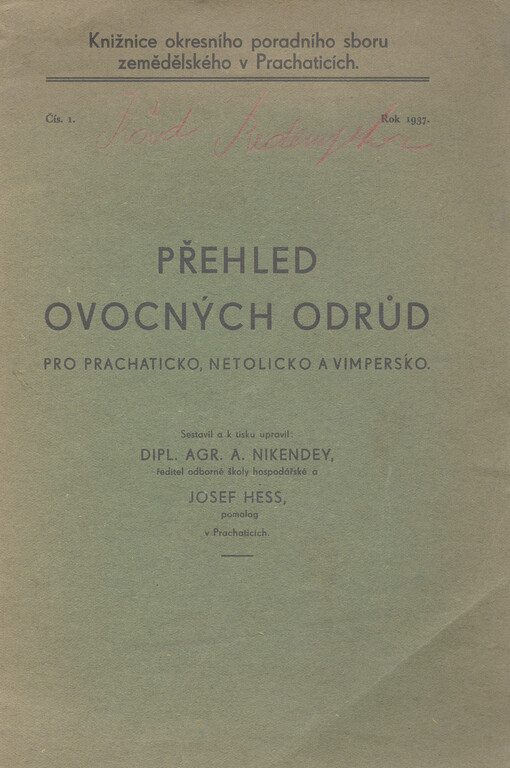 Knižnice okresního poradního sboru
zemědělského v Prachaticích.
Čís. 1.
Rok 1937.
PŘEHLED
OVOCNÝCH ODRŮD
PRO PRACHATICKO, NETOLICKO A VIMPERSKO.
Sestavil a k tisku upravil:
DIPL. AGR. A. NIKENDEY,
ředitel odborné školy hospodářské a
JOSEF HESS,
pomolog
v Prachaticích.